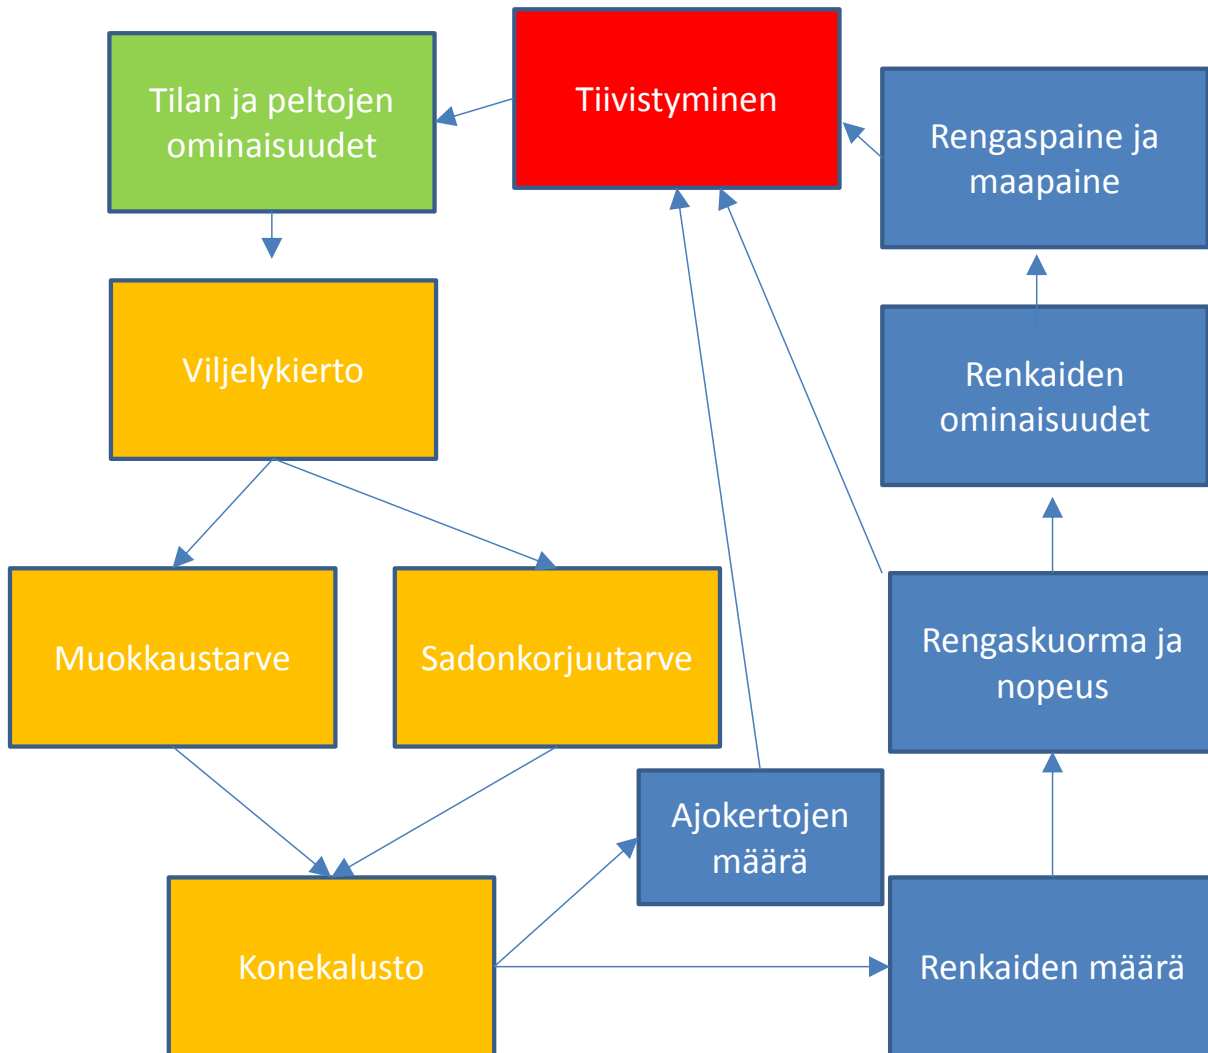 Tilan ja peltojen
ominaisuudet
Tiivistyminen
Rengaspaine ja
maapaine
Viljelykierto
Renkaiden
ominaisuudet
Muokkaustarve
Sadonkorjuutarve
Rengaskuorma ja
nopeus
Ajokertojen
määrä
Konekalusto
Renkaiden määrä